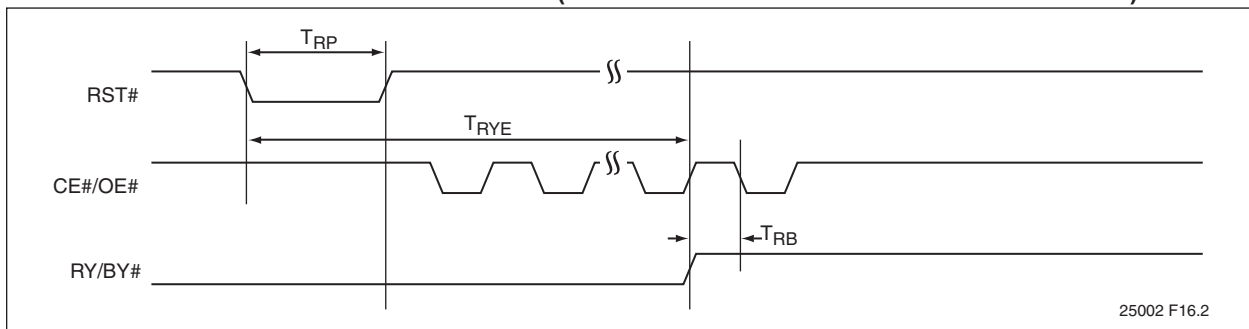 (
)
TRP
RST#
TRYE
CE#/OE#
TRB
RY/BY#
25002 F16.2